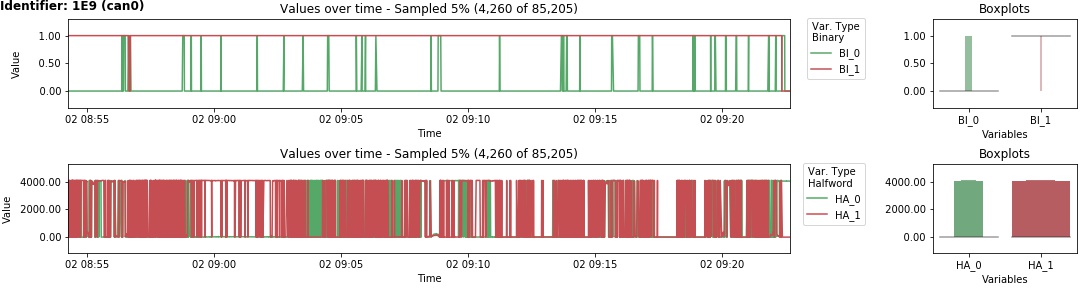 Identifier: 1E9 (can0)
Values over time - Sampled 5% (4,260 of 85,205)
Value
1.00
0.50
0.00
02 08:55
02 09:00
02 09:05
02 09:10
02 09:15
02 09:20
Time
Var. Type
Binary
BI_0
BI_1
Boxplots
1.00
0.50
0.00
BI_0
BI_1
Variables
Values over time - Sampled 5% (4,260 of 85,205)
Value
4000.00
2000.00
0.00
02 08:55
02 09:00
02 09:05
02 09:10
02 09:15
02 09:20
Time
Var. Type
Halfword
HA_0
HA_1
Boxplots
4000.00
2000.00
0.00
HA_0
HA_1
Variables